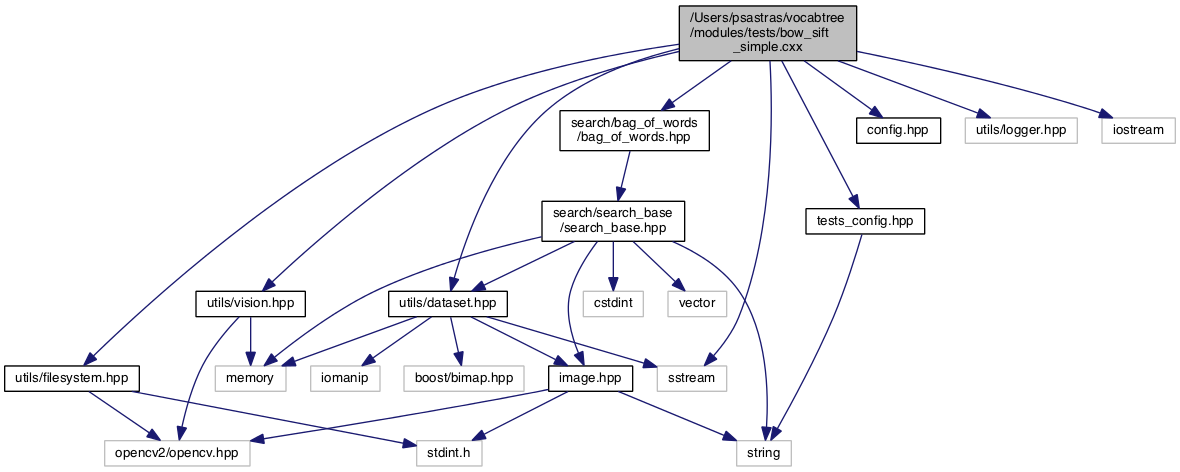 /Users/psastras/vocabtree
/modules/tests/bow_sift
_simple.cxx
search/bag_of_words
/bag_of_words.hpp
config.hpp
utils/logger.hpp
iostream
search/search_base
/search_base.hpp
tests_config.hpp
utils/vision.hpp
utils/dataset.hpp
cstdint
vector
utils/filesystem.hpp
memory
iomanip
boost/bimap.hpp
image.hpp
sstream
opencv2/opencv.hpp
stdint.h
string